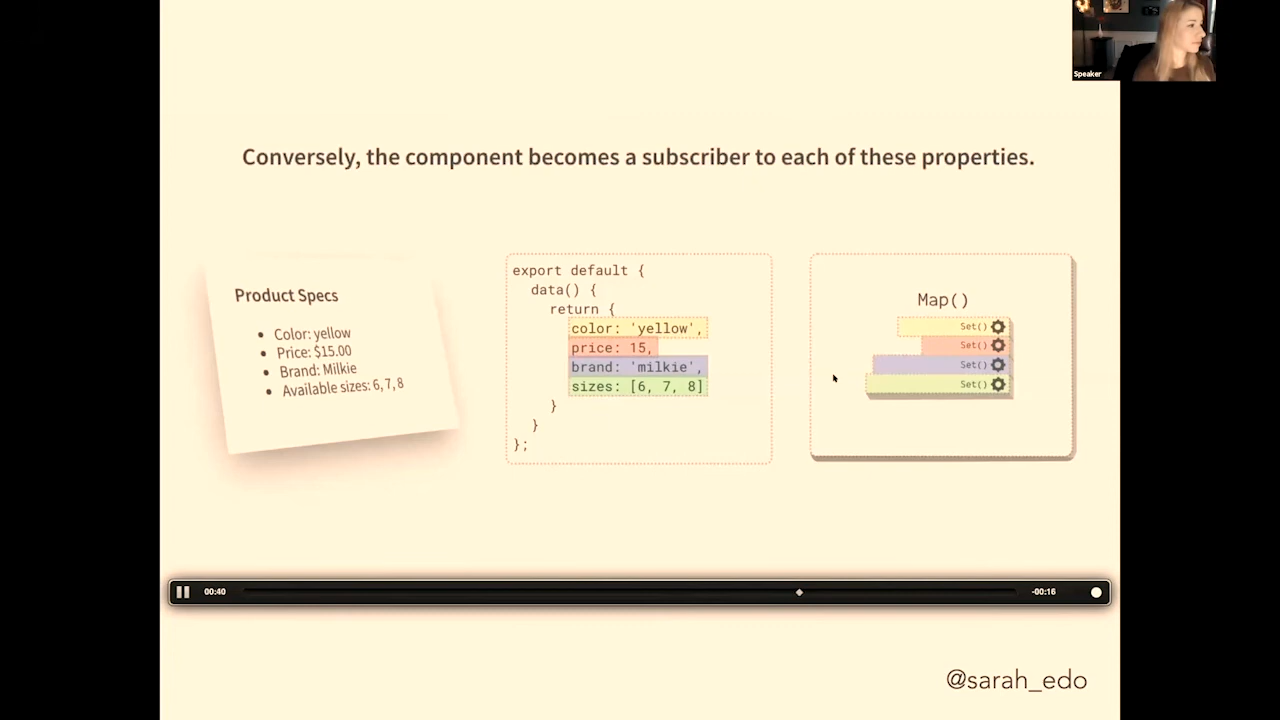 Speaker
Conversely, the component becomes a subscriber to each of these properties.
Product Specs
• Color: yellow
• Price: $15.00
• Brand: Milkie
• Available sizes: 6, 7, 8
export default {
data() {
return {
color: 'yellow',
price: 15,
brand: 'milkie',
sizes: [6, 7, 8]
}
}
};
Map()
Set()
Set()
Set()
Set()
00:40
-00:16
@sarah_edo